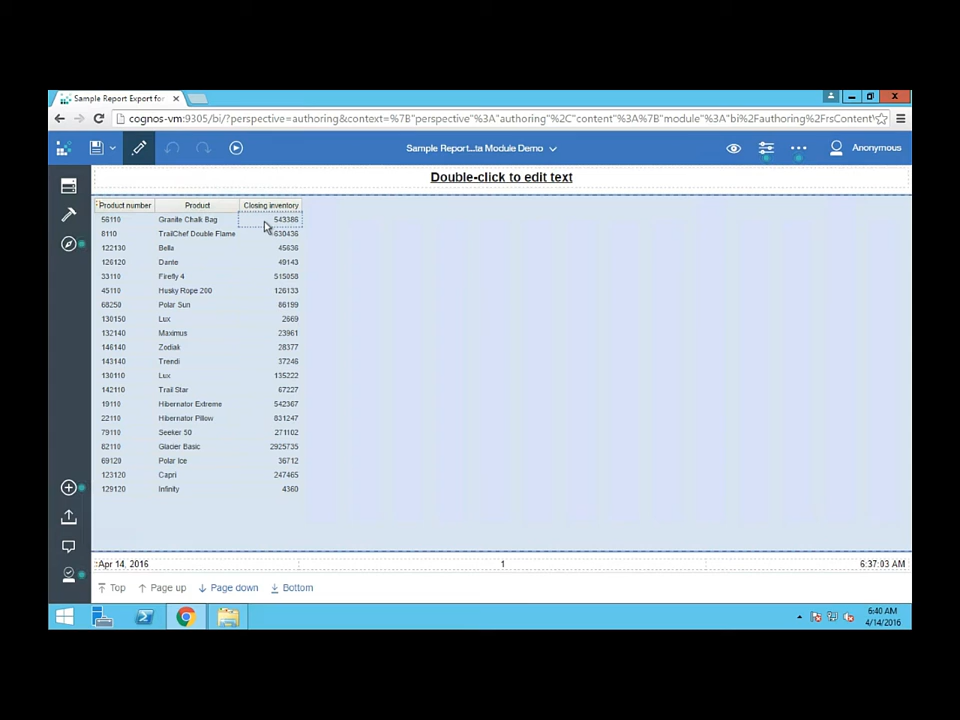 Sample Report Export for
cognos-vm:9305/bi/?perspective=authoring&context=%7B"perspective"%3A"authoring"%2C"content"%3A%7B"module"%3A"bi%2Fauthoring%2FrsContent
Sample Report...ta Module Demo
Anonymous
Double-click to edit text
Product number Product Closing inventory
56110 Granite Chalk Bag 543386
8110 TrailChef Double Flame 630436
122130 Bella 45636
126120 Dante 49143
33110 Firefly 4 515058
45110 Husky Rope 200 126133
68250 Polar Sun 86199
130150 Lux 2669
132140 Maximus 23961
146140 Zodiak 28377
143140 Trendi 37246
130110 Lux 135222
142110 Trail Star 67227
19110 Hibernator Extreme 542367
22110 Hibernator Pillow 831247
79110 Seeker 50 271102
82110 Glacier Basic 2925735
69120 Polar Ice 36712
123120 Capri 247465
129120 Infinity 4360
Apr 14, 2016 1 6:37:03 AM
Top Page up Page down Bottom
6:40 AM
4/14/2016